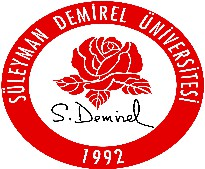 SÜLEYMAN DEMİREL ÜNİVERSİTESİ
S. Demirel
1992